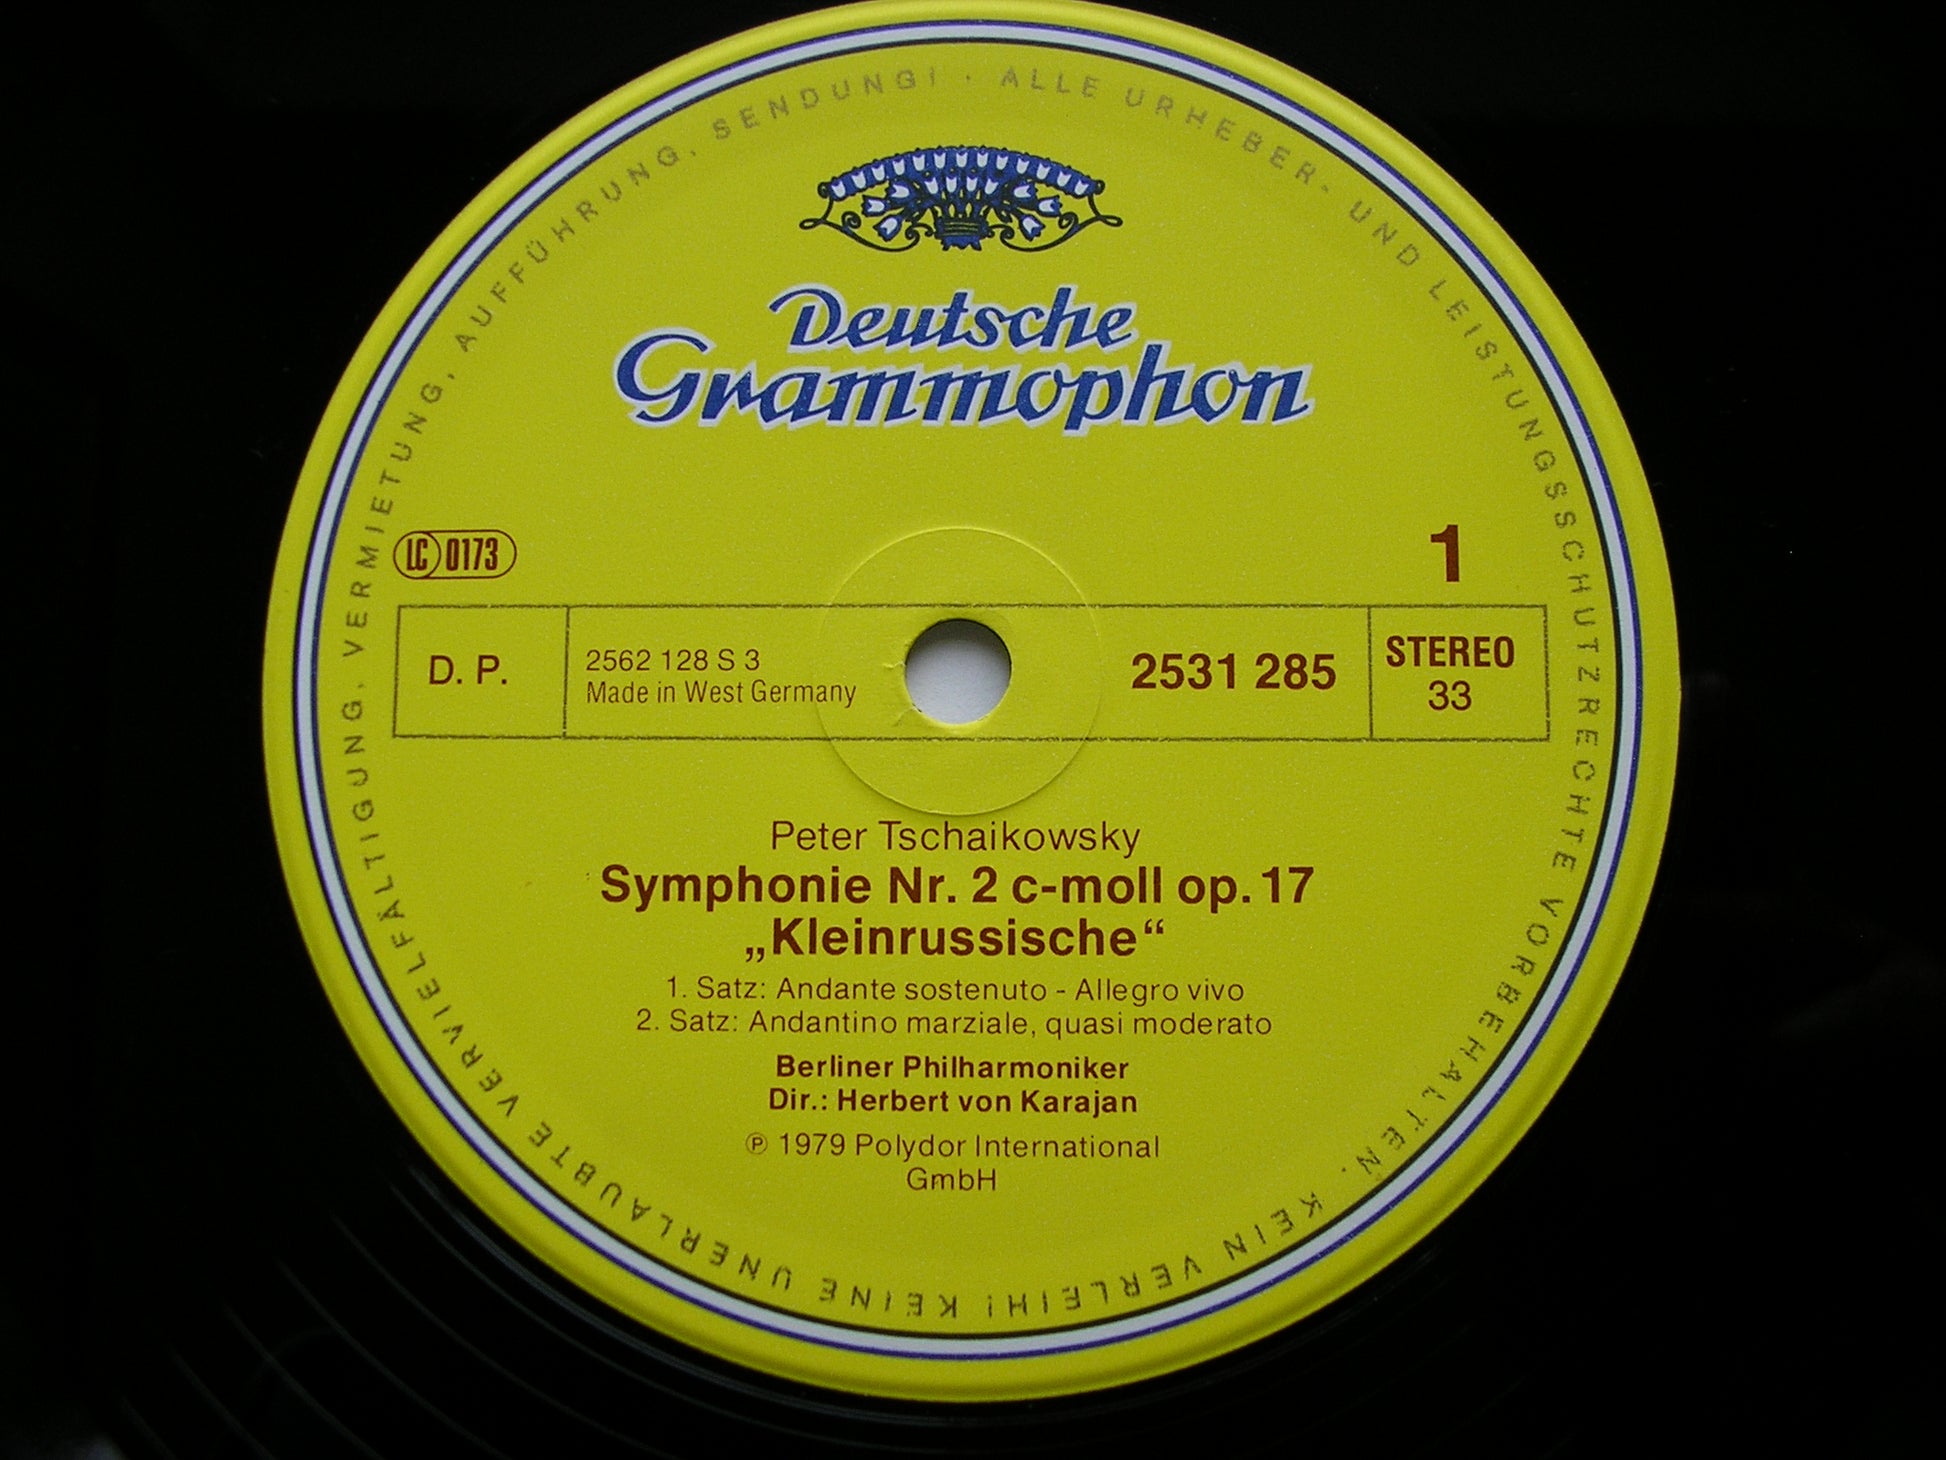 ALLE URHEBER- UND LEISTUNGSSCHUTZRECHTE VORBEHALTEN. KEIN VERLEIH! KEINE UNERLAUBTE VERVIELFÄLTIGUNG, VERMIETUNG, AUFFÜHRUNG, SENDUNG! ·
Deutsche
Grammophon
LC 0173
1
D. P.
2562 128 S 3
Made in West Germany
2531 285
STEREO
33
Peter Tschaikowsky
Symphonie Nr. 2 c-moll op. 17
„Kleinrussische“
1. Satz: Andante sostenuto - Allegro vivo
2. Satz: Andantino marziale, quasi moderato
Berliner Philharmoniker
Dir.: Herbert von Karajan
℗ 1979 Polydor International
GmbH